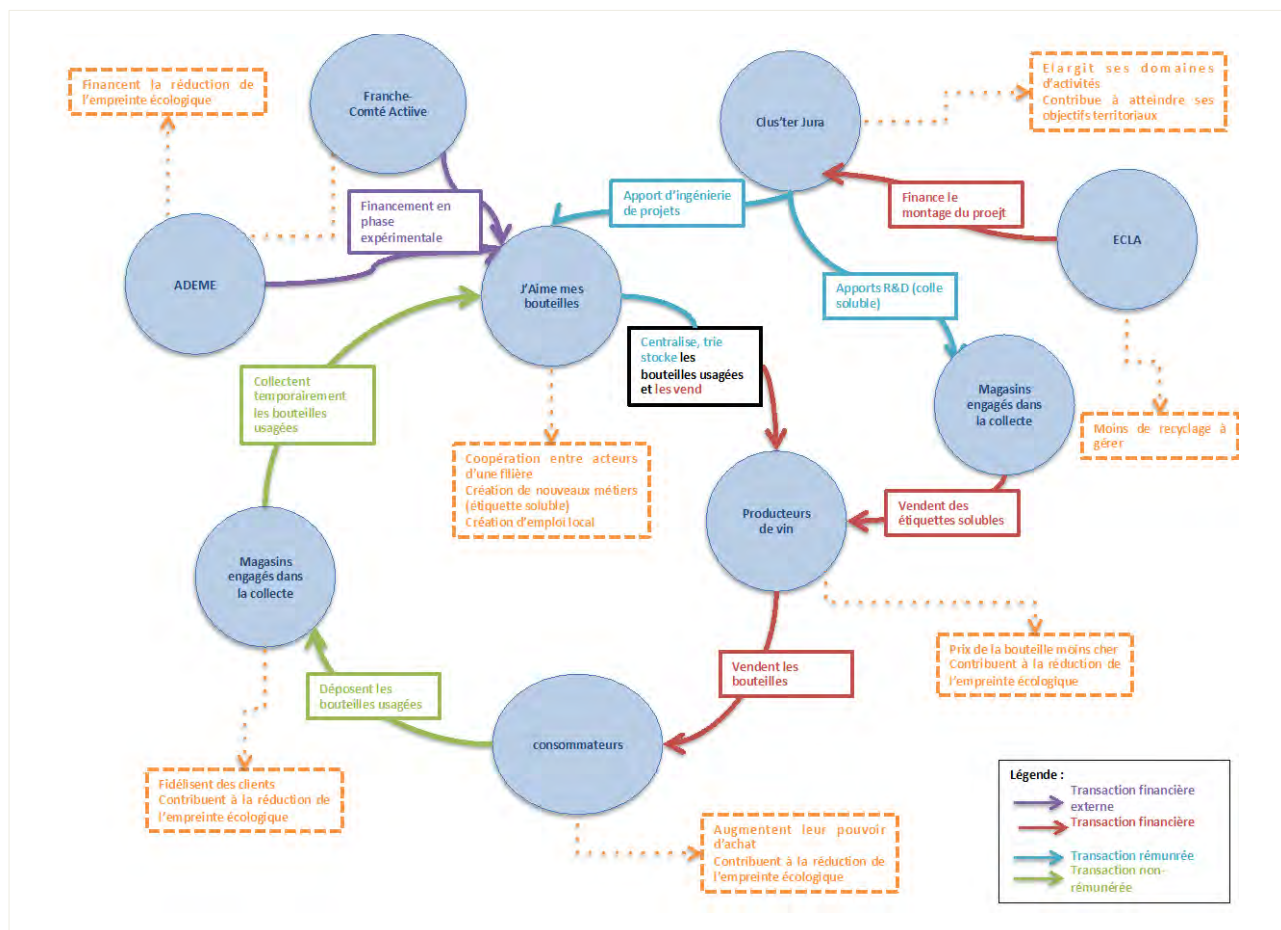 Financent la réduction de
l'empreinte écologique
Franche-
Comté Actiive
Clus'ter Jura
Elargit ses domaines
d'activités
Contribue à atteindre ses
objectifs territoriaux
Financement en
phase
expérimentale
Apport d'ingénierie
de projets
Finance le
montage du proejt
ECLA
ADEME
J'Aime mes
bouteilles
Apports R&D (colle
soluble)
Centralise, trie
stocke les
bouteilles usagées
et les vend
Collectent
temporairement
les bouteilles
usagées
Magasins
engagés dans
la collecte
Moins de recyclage à
gérer
Coopération entre acteurs
d'une filière
Création de nouveaux métiers
(étiquette soluble)
Création d'emploi local
Producteurs
de vin
Vendent des
étiquettes solubles
Magasins
engagés dans
la collecte
Prix de la bouteille moins cher
Contribuent à la réduction de
l'empreinte écologique
Vendent les
bouteilles
Déposent les
bouteilles usagées
consommateurs
Fidélisent des clients
Contribuent à la réduction de
l'empreinte écologique
Augmentent leur pouvoir
d'achat
Contribuent à la réduction de
l'empreinte écologique
Légende :
Transaction financière
externe
Transaction financière
Transaction rémunrée
Transaction non-
rémunérée